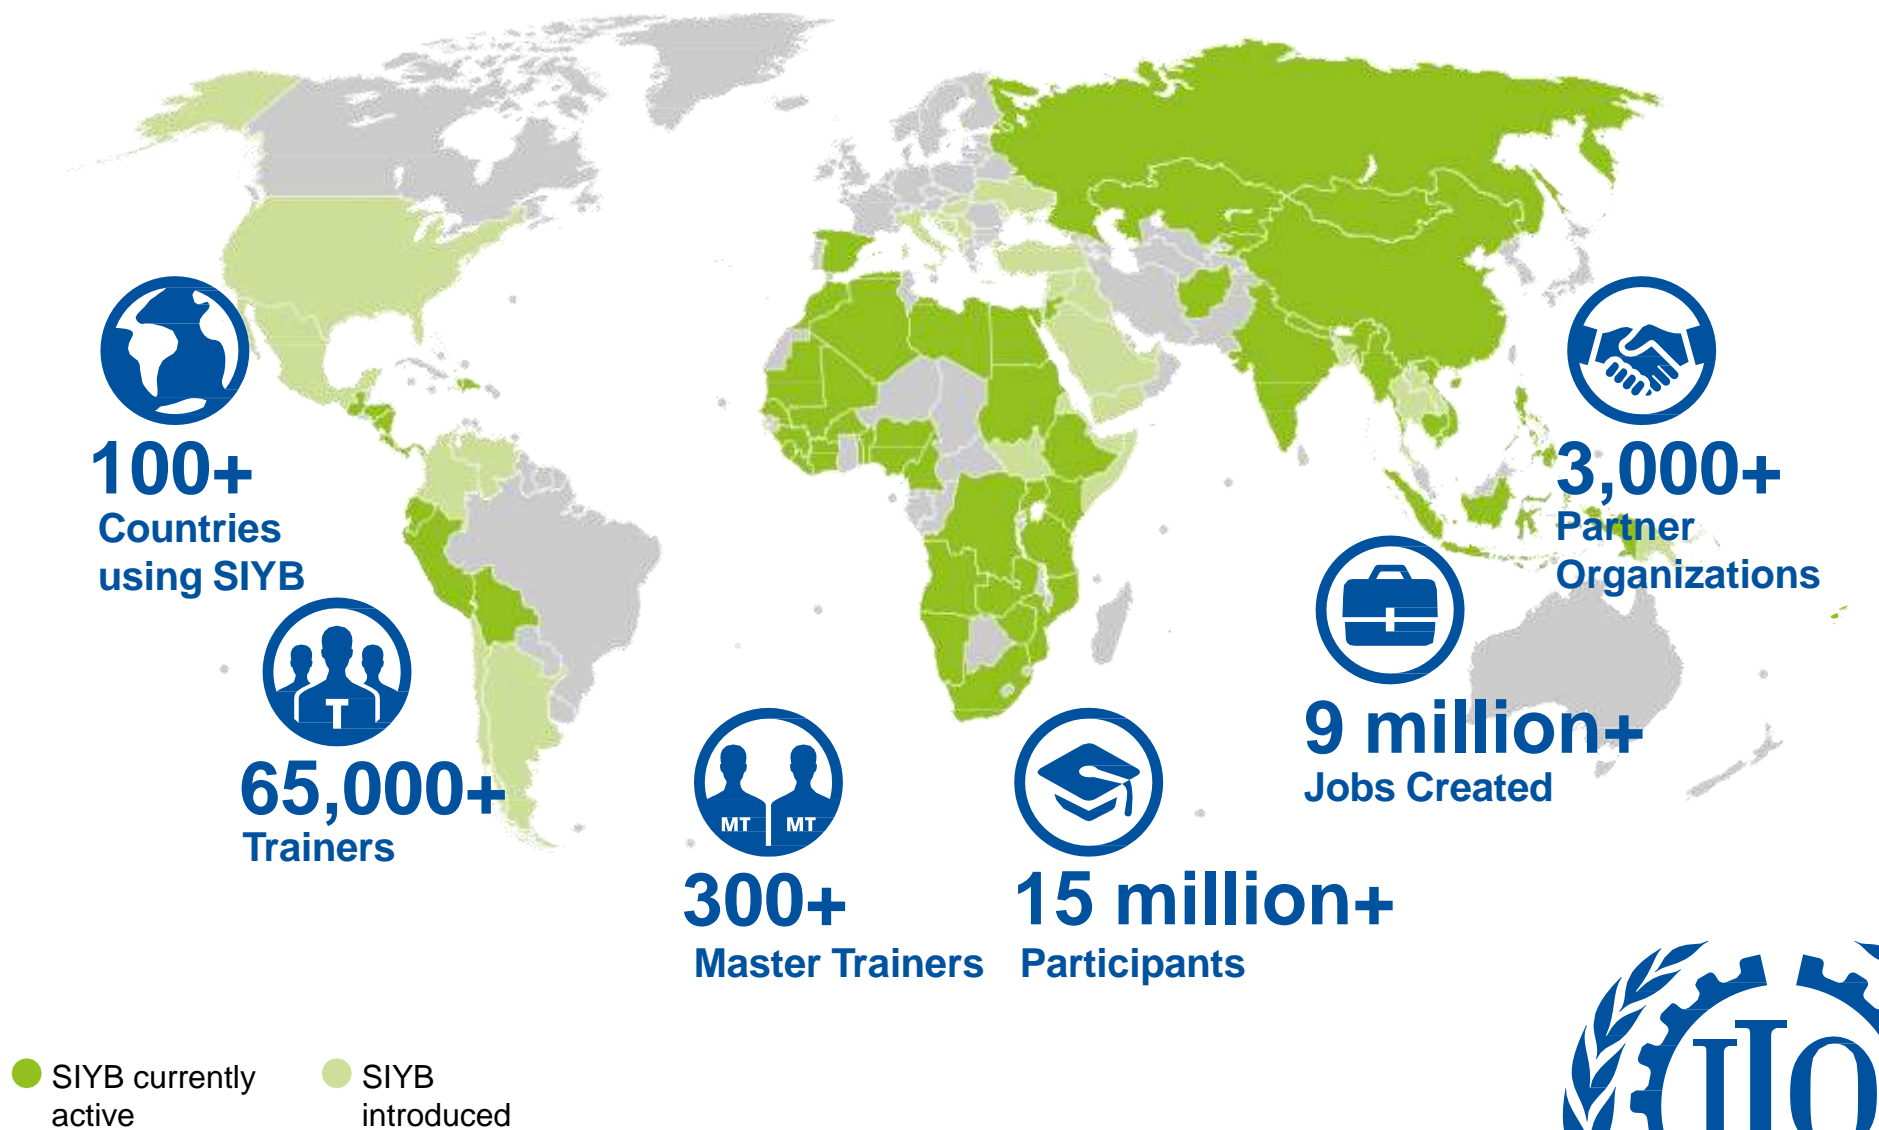 100+
Countries
using SIYB
T
65,000+
Trainers
MT MT
300+
Master Trainers
15 million+
Participants
9 million+
Jobs Created
3,000+
Partner
Organizations
SIYB currently
active
SIYB
introduced
ILO